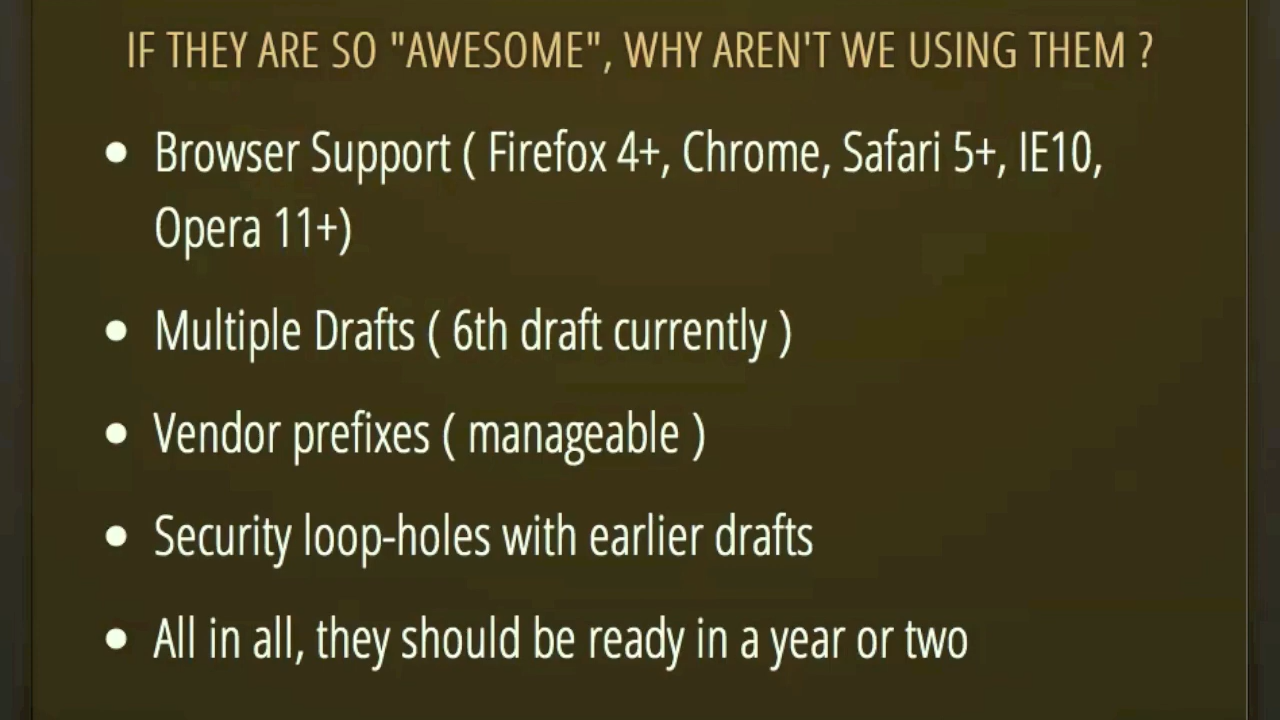 IF THEY ARE SO "AWESOME", WHY AREN'T WE USING THEM ?
• Browser Support ( Firefox 4+, Chrome, Safari 5+, IE10,
Opera 11+)
• Multiple Drafts ( 6th draft currently )
• Vendor prefixes ( manageable )
• Security loop-holes with earlier drafts
• All in all, they should be ready in a year or two